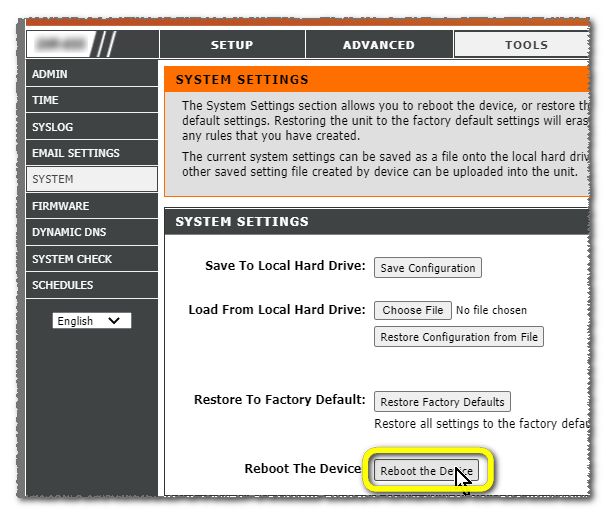 SETUP ADVANCED TOOLS
ADMIN
TIME
SYSLOG
EMAIL SETTINGS
SYSTEM
FIRMWARE
DYNAMIC DNS
SYSTEM CHECK
SCHEDULES
English
SYSTEM SETTINGS
The System Settings section allows you to reboot the device, or restore
default settings. Restoring the unit to the factory default settings will
any rules that you have created.
The current system settings can be saved as a file onto the local hard
other saved setting file created by device can be uploaded into the unit.
SYSTEM SETTINGS
Save To Local Hard Drive: Save Configuration
Load From Local Hard Drive: Choose File No file chosen
Restore Configuration from File
Restore To Factory Default: Restore Factory Defaults
Restore all settings to the factory
Reboot The Device Reboot the Device